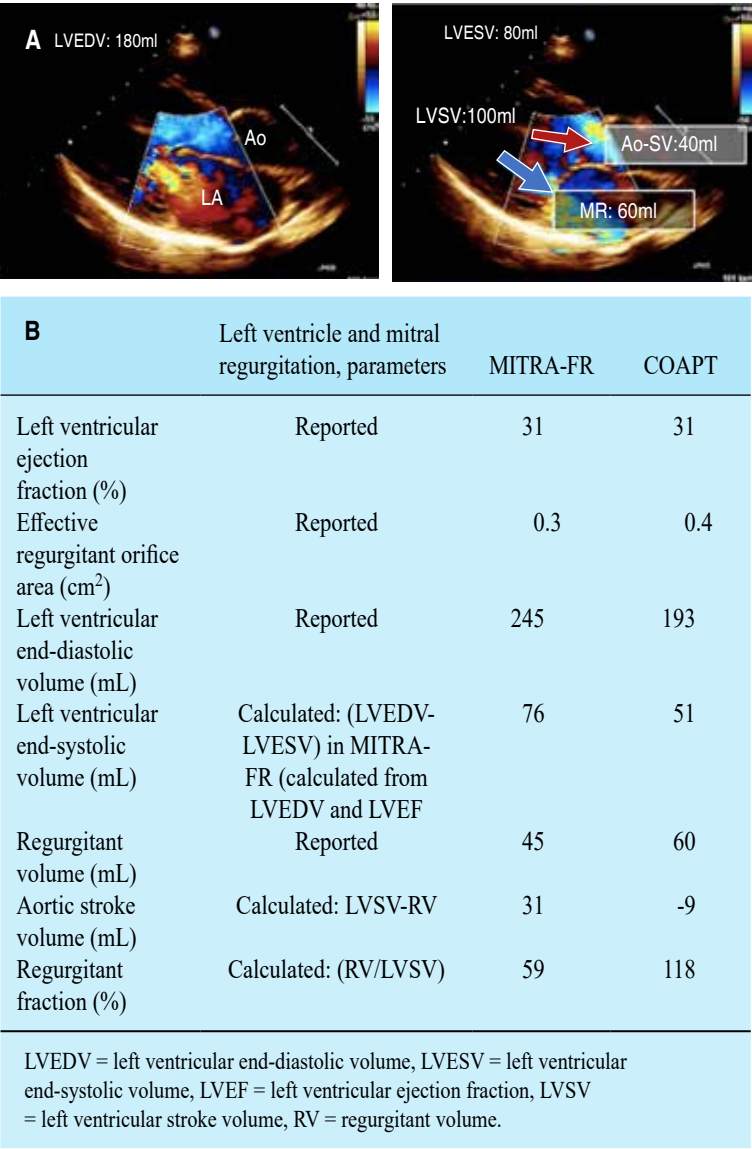 A LVEDV: 180ml
Ao
LA
LVESV: 80ml
LVSV:100ml
Ao-SV:40ml
MR: 60ml
B Left ventricle and mitral
regurgitation, parameters MITRA-FR COAPT
Left ventricular Reported 31 31
ejection
fraction (%)
Effective Reported 0.3 0.4
regurgitant orifice
area (cm²)
Left ventricular Reported 245 193
end-diastolic
volume (mL)
Left ventricular Calculated: (LVEDV- 76 51
end-systolic LVESV) in MITRA-
volume (mL) FR (calculated from
LVEDV and LVEF
Regurgitant Reported 45 60
volume (mL)
Aortic stroke Calculated: LVSV-RV 31 -9
volume (mL)
Regurgitant Calculated: (RV/LVSV) 59 118
fraction (%)
LVEDV = left ventricular end-diastolic volume, LVESV = left ventricular
end-systolic volume, LVEF = left ventricular ejection fraction, LVSV
= left ventricular stroke volume, RV = regurgitant volume.